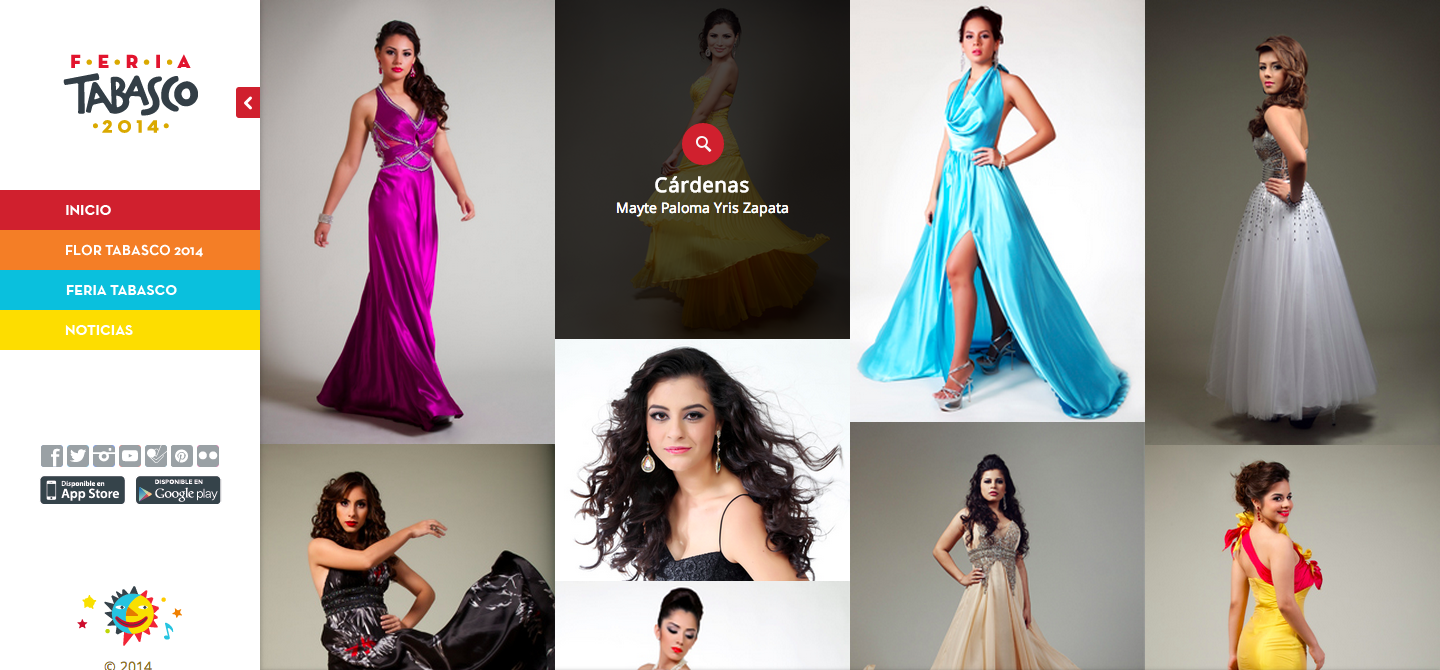 F·E·R·I·A
TABASCO
·2014·
INICIO
FLOR TABASCO 2014
FERIA TABASCO
NOTICIAS
Disponible en
App Store
DISPONIBLE EN
Google play
© 2014
Cárdenas
Mayte Paloma Yris Zapata